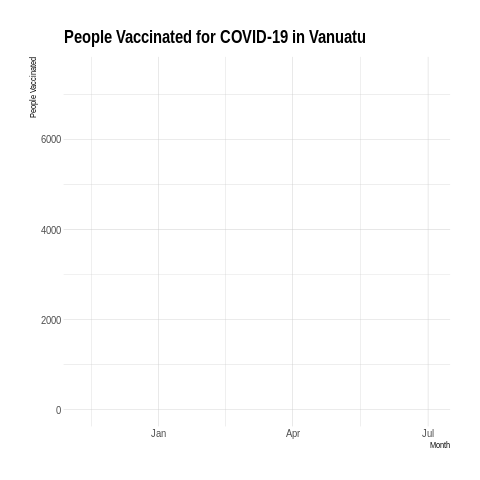 People Vaccinated for COVID-19 in Vanuatu
People Vaccinated
6000
4000
2000
0
Jan Apr Jul
Month